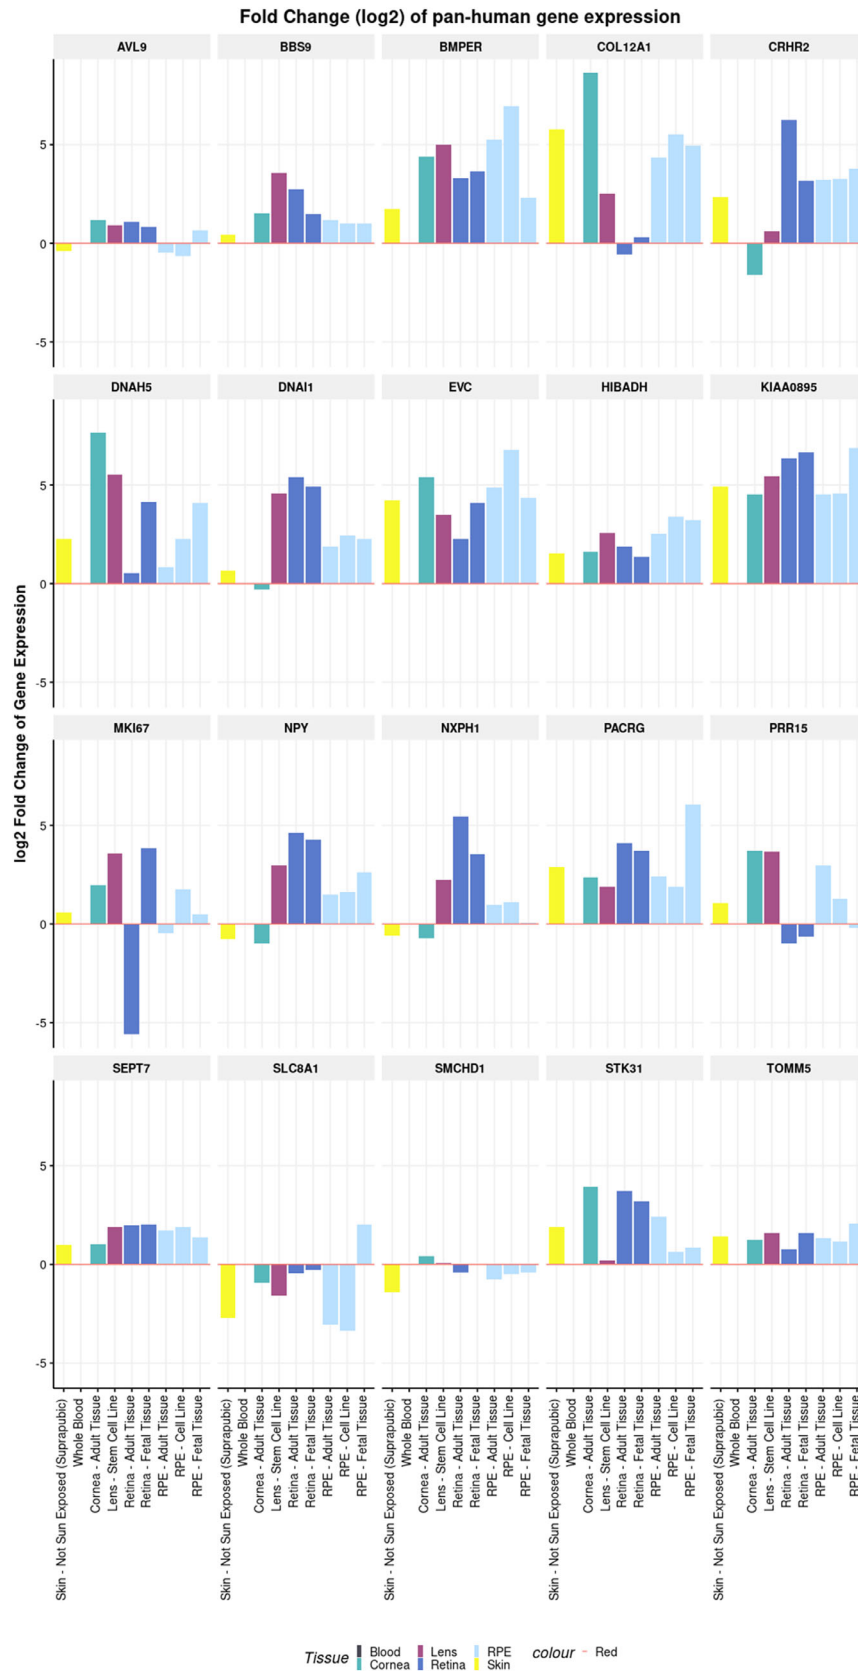 Fold Change (log2) of pan-human gene expression
AVL9 BBS9 BMPER COL12A1 CRHR2
5
0
-5
DNAH5 DNAI1 EVC HIBADH KIAA0895
5
0
-5
MKI67 NPY NXPH1 PACRG PRR15
5
0
-5
SEPT7 SLC8A1 SMCHD1 STK31 TOMM5
5
0
-5
log2 Fold Change of Gene Expression
Skin - Not Sun Exposed (Suprapubic)
Whole Blood
Cornea - Adult Tissue
Lens - Stem Cell Line
Retina - Adult Tissue
Retina - Fetal Tissue
RPE - Adult Tissue
RPE - Cell Line
RPE - Fetal Tissue
Skin - Not Sun Exposed (Suprapubic)
Whole Blood
Cornea - Adult Tissue
Lens - Stem Cell Line
Retina - Adult Tissue
Retina - Fetal Tissue
RPE - Adult Tissue
RPE - Cell Line
RPE - Fetal Tissue
Skin - Not Sun Exposed (Suprapubic)
Whole Blood
Cornea - Adult Tissue
Lens - Stem Cell Line
Retina - Adult Tissue
Retina - Fetal Tissue
RPE - Adult Tissue
RPE - Cell Line
RPE - Fetal Tissue
Skin - Not Sun Exposed (Suprapubic)
Whole Blood
Cornea - Adult Tissue
Lens - Stem Cell Line
Retina - Adult Tissue
Retina - Fetal Tissue
RPE - Adult Tissue
RPE - Cell Line
RPE - Fetal Tissue
Skin - Not Sun Exposed (Suprapubic)
Whole Blood
Cornea - Adult Tissue
Lens - Stem Cell Line
Retina - Adult Tissue
Retina - Fetal Tissue
RPE - Adult Tissue
RPE - Cell Line
RPE - Fetal Tissue
Tissue Blood Lens RPE colour Red
Cornea Retina Skin